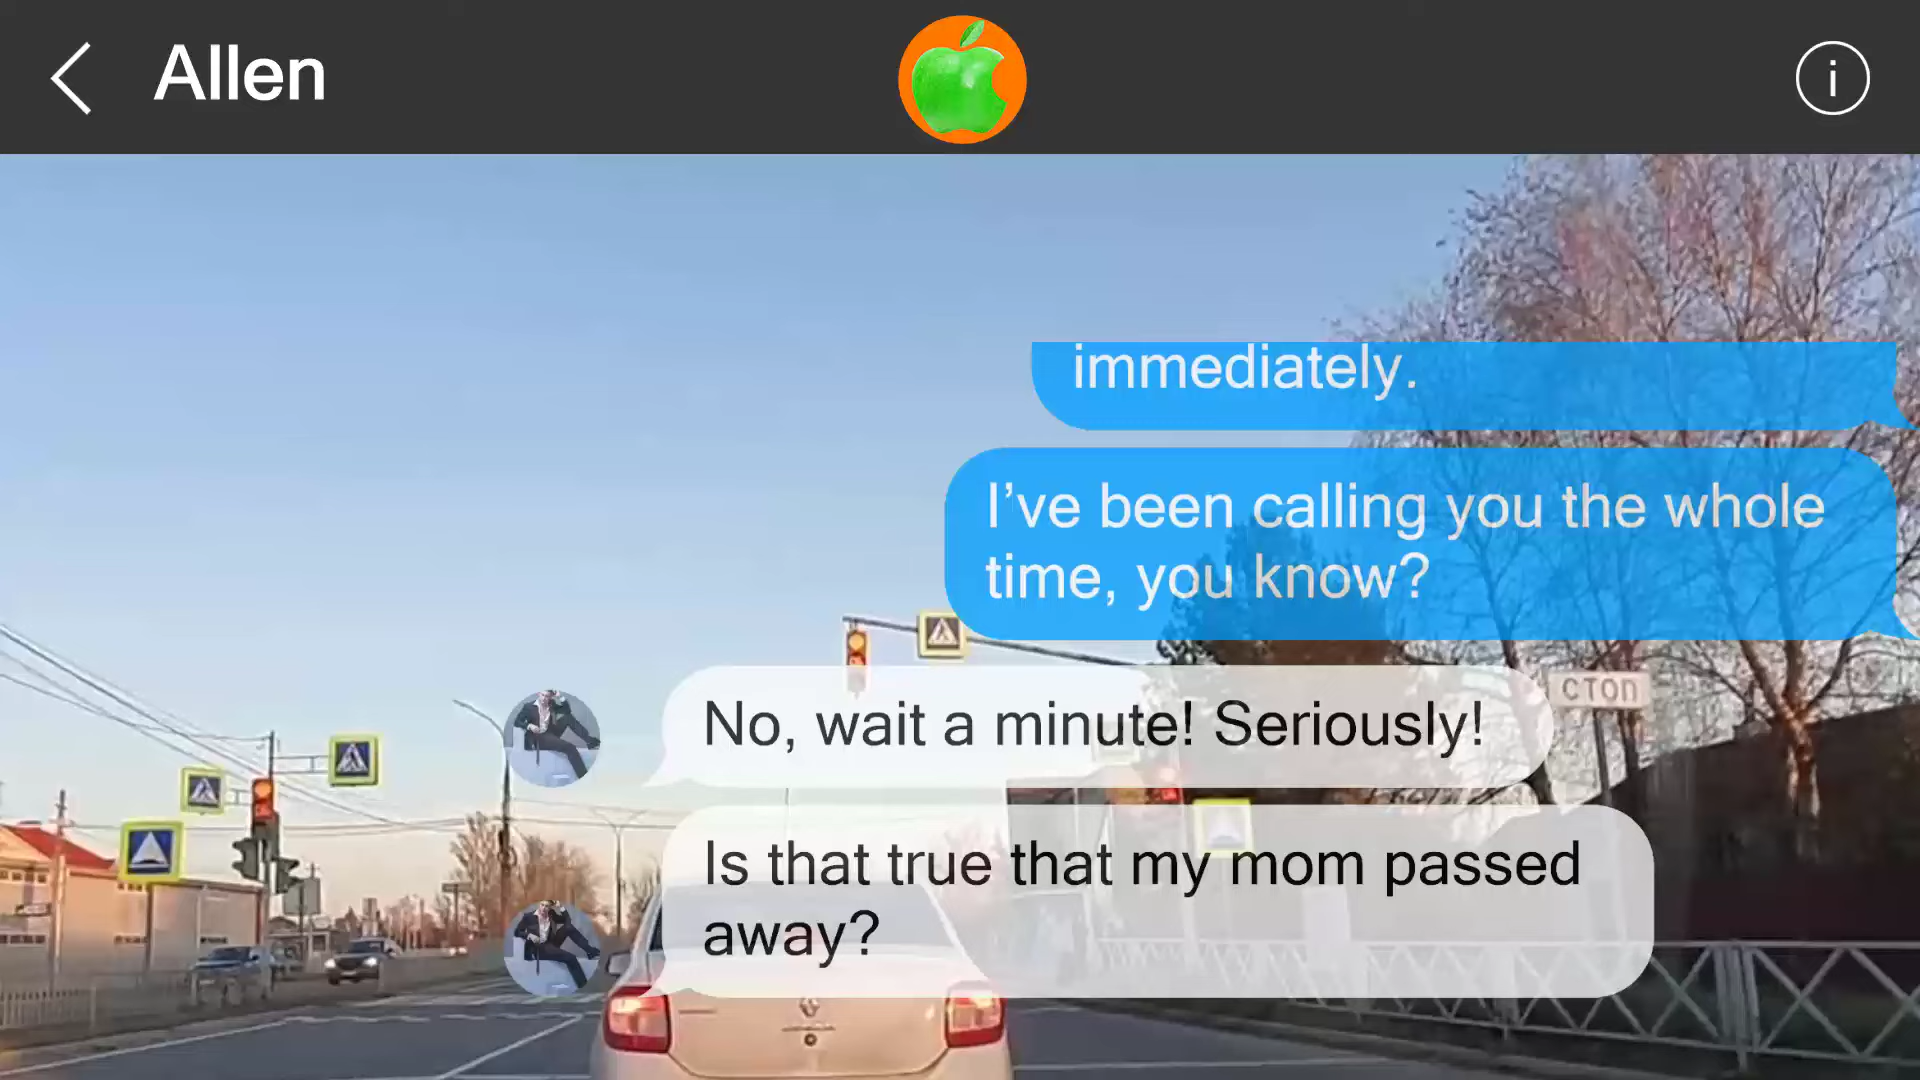 Allen
immediately.
I’ve been calling you the whole
time, you know?
No, wait a minute! Seriously!
СТОП
Is that true that my mom passed
away?